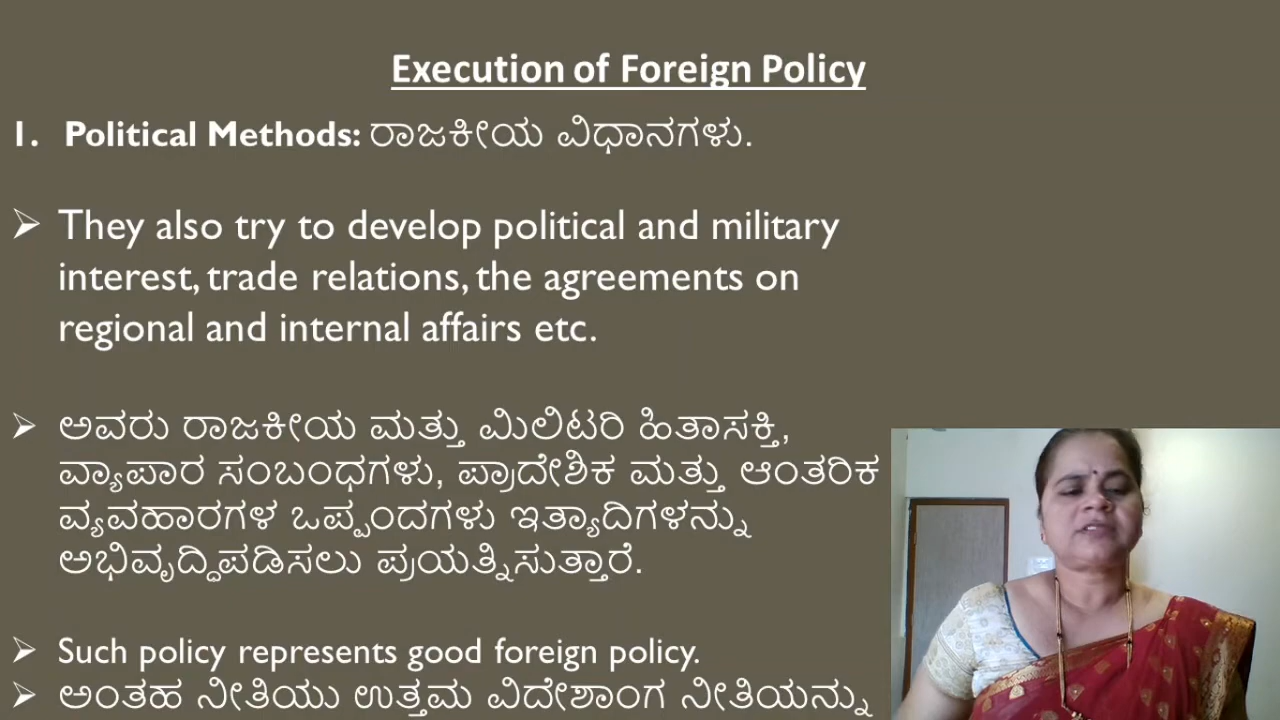 Execution of Foreign Policy
1. Political Methods: ರಾಜಕೀಯ ವಿಧಾನಗಳು.
➢ They also try to develop political and military
interest, trade relations, the agreements on
regional and internal affairs etc.
➢ ಅವರು ರಾಜಕೀಯ ಮತ್ತು ಮಿಲಿಟರಿ ಹಿತಾಸಕ್ತಿ,
ವ್ಯಾಪಾರ ಸಂಬಂಧಗಳು, ಪ್ರಾದೇಶಿಕ ಮತ್ತು ಆಂತರಿಕ
ವ್ಯವಹಾರಗಳ ಒಪ್ಪಂದಗಳು ಇತ್ಯಾದಿಗಳನ್ನು
ಅಭಿವೃದ್ಧಿಪಡಿಸಲು ಪ್ರಯತ್ನಿಸುತ್ತಾರೆ.
➢ Such policy represents good foreign policy.
➢ ಅಂತಹ ನೀತಿಯು ಉತ್ತಮ ವಿದೇಶಾಂಗ ನೀತಿಯನ್ನು